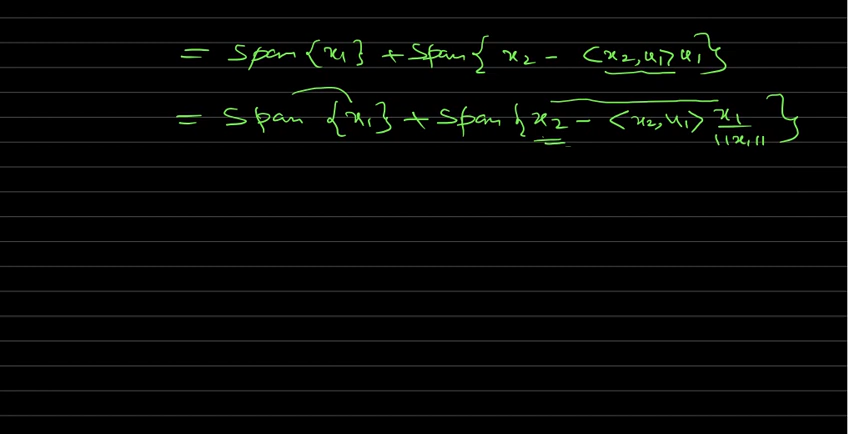 = Span {x₁} + Span{ x₂ - <x₂, u₁> u₁}
= Span {x₁} + Span {x₂ - <x₂, u₁> x₁/||x₁||}